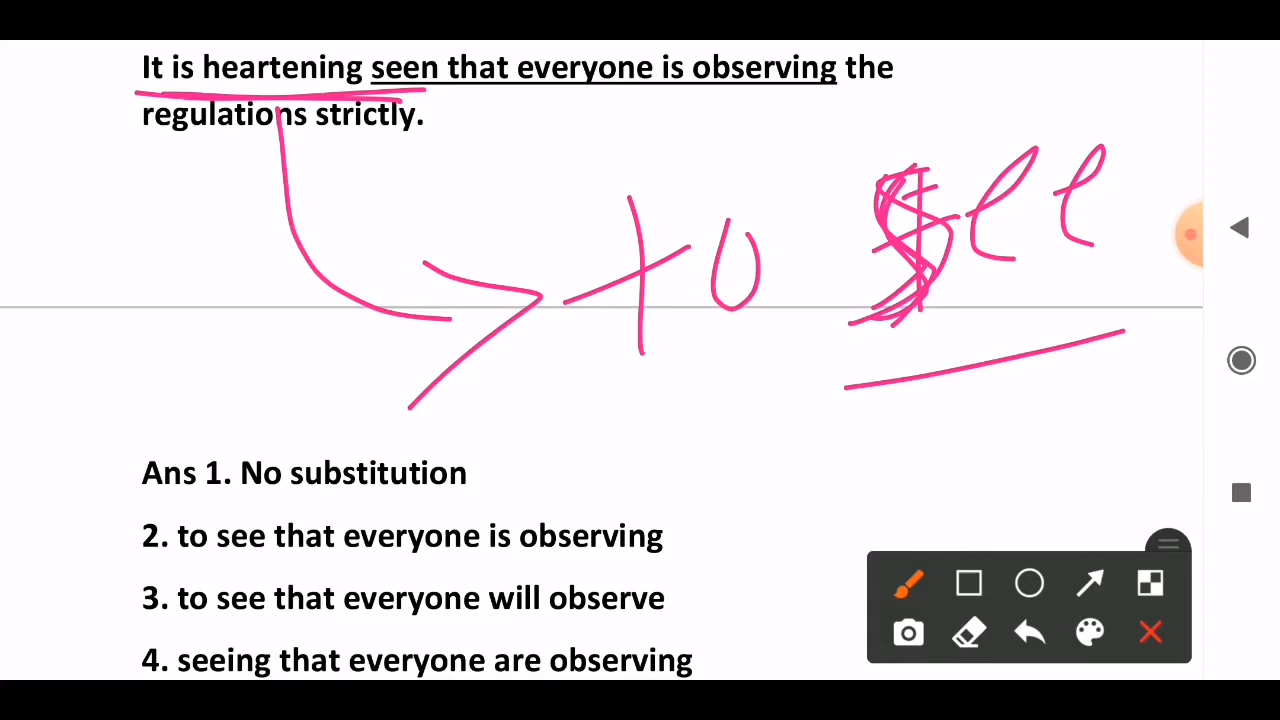 It is heartening seen that everyone is observing the
regulations strictly.
to see
Ans 1. No substitution
2. to see that everyone is observing
3. to see that everyone will observe
4. seeing that everyone are observing